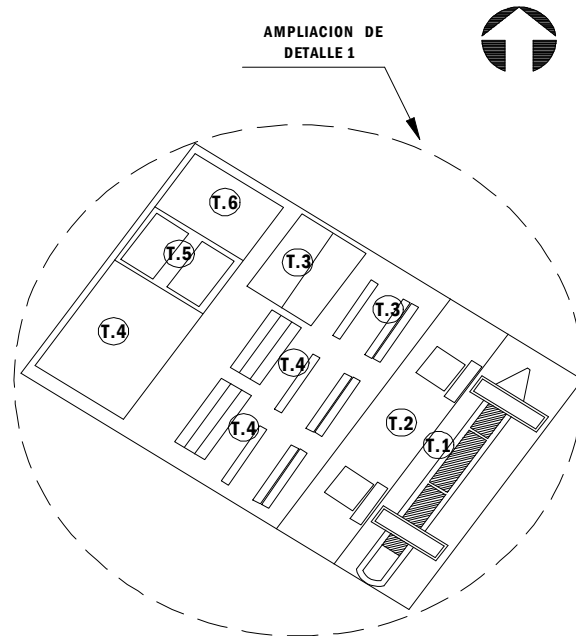 AMPLIACION DE
DETALLE 1
T.6
T.5
T.3
T.3
T.4
T.4
T.2
T.4
T.1